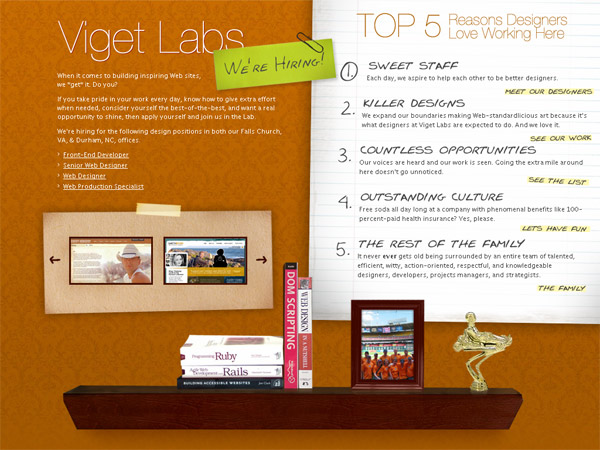 Viget Labs
We're Hiring!
When it comes to building inspiring Web sites,
we *get* it. Do you?
If you take pride in your work every day, know how to give extra effort
when needed, consider yourself the best-of-the-best, and want a real
opportunity to shine, then apply yourself and join us in the Lab.
We're hiring for the following design positions in both our Falls Church,
VA, & Durham, NC, offices
Front-End Developer
Senior Web Designer
Web Designer
Web Production Specialist
TOP 5 Reasons Designers
Love Working Here
1. SWEET STAFF
Each day, we aspire to help each other to be better designers.
MEET OUR DESIGNERS
2. KILLER DESIGNS
We expand our boundaries making Web-standardlicious art because it's
what designers at Viget Labs are expected to do. And we love it.
SEE OUR WORK
3. COUNTLESS OPPORTUNITIES
Our voices are heard and our work is seen. Going the extra mile around
here doesn't go unnoticed.
SEE THE LIST
4. OUTSTANDING CULTURE
Free soda all day long at a company with phenomenal benefits like 100-
percent-paid health insurance? Yes, please.
LETS HAVE FUN
5. THE REST OF THE FAMILY
It never ever gets old being surrounded by an entire team of talented,
efficient, witty, action-oriented, respectful, and knowledgeable
designers, developers, projects managers, and strategists.
THE FAMILY
DOM SCRIPTING
WEB DESIGN
IN A NUTSHELL
Programming Ruby
Agile Web
Development with Rails
BUILDING ACCESSIBLE WEBSITES